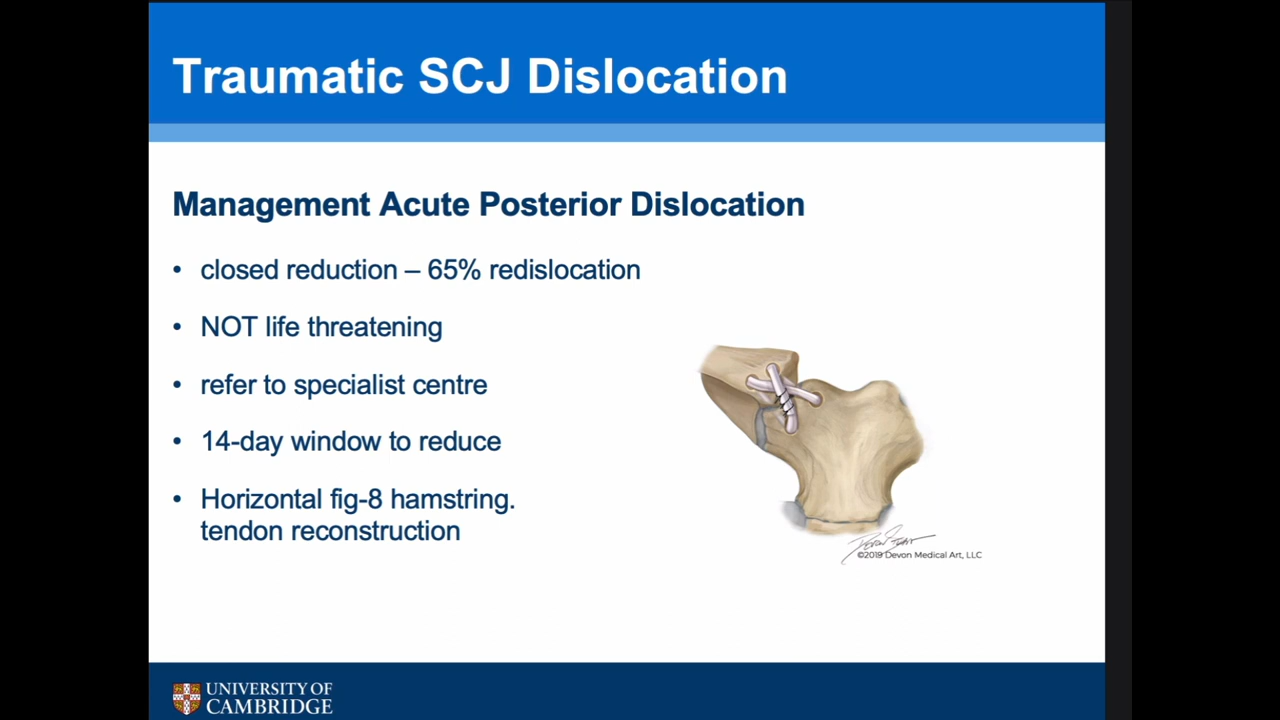 Traumatic SCJ Dislocation
Management Acute Posterior Dislocation
• closed reduction – 65% redislocation
• NOT life threatening
• refer to specialist centre
• 14-day window to reduce
• Horizontal fig-8 hamstring.
tendon reconstruction
©2019 Devon Medical Art, LLC
UNIVERSITY OF
CAMBRIDGE